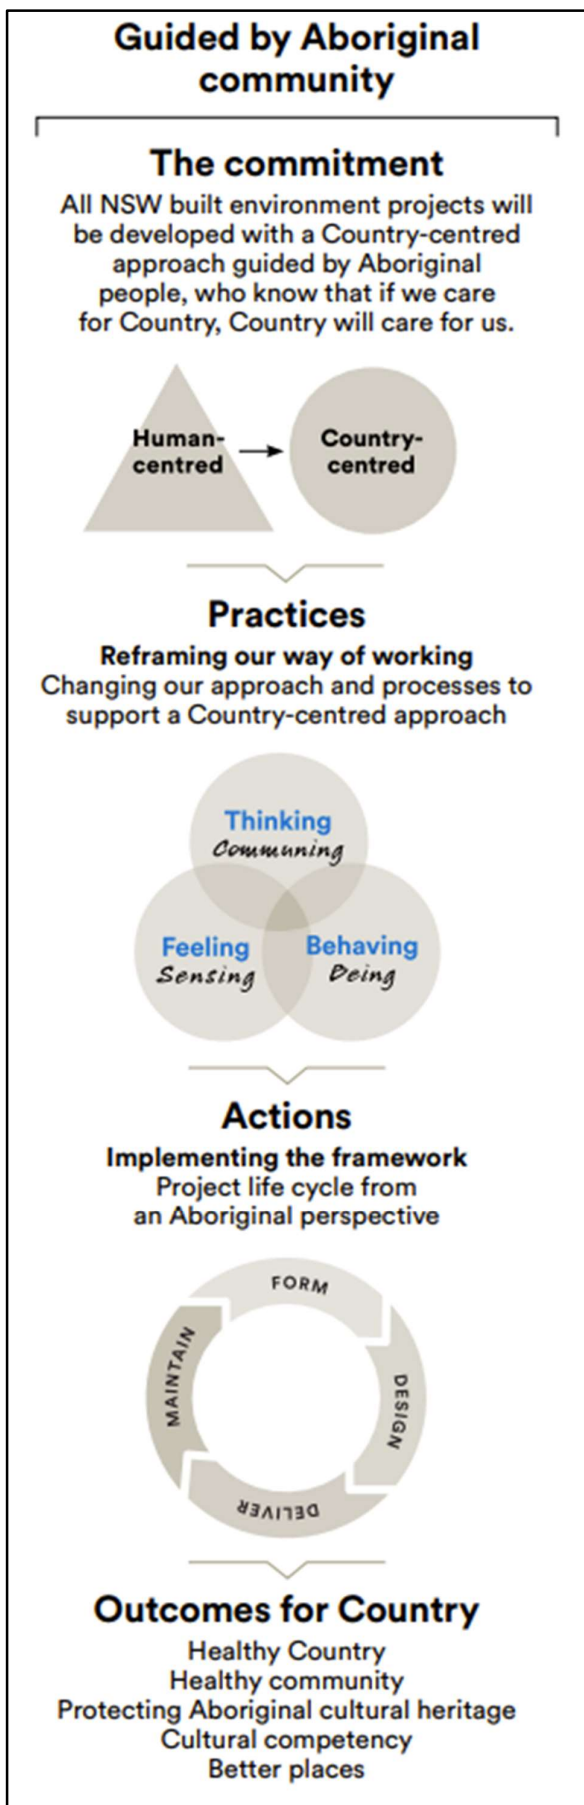 Guided by Aboriginal
community
The commitment
All NSW built environment projects will
be developed with a Country-centred
approach guided by Aboriginal
people, who know that if we care
for Country, Country will care for us.
Human-
centred
Country-
centred
Practices
Reframing our way of working
Changing our approach and processes to
support a Country-centred approach
Thinking
Communing
Feeling
Sensing
Behaving
Being
Actions
Implementing the framework
Project life cycle from
an Aboriginal perspective
FORM
DESIGN
DELIVER
MAINTAIN
Outcomes for Country
Healthy Country
Healthy community
Protecting Aboriginal cultural heritage
Cultural competency
Better places